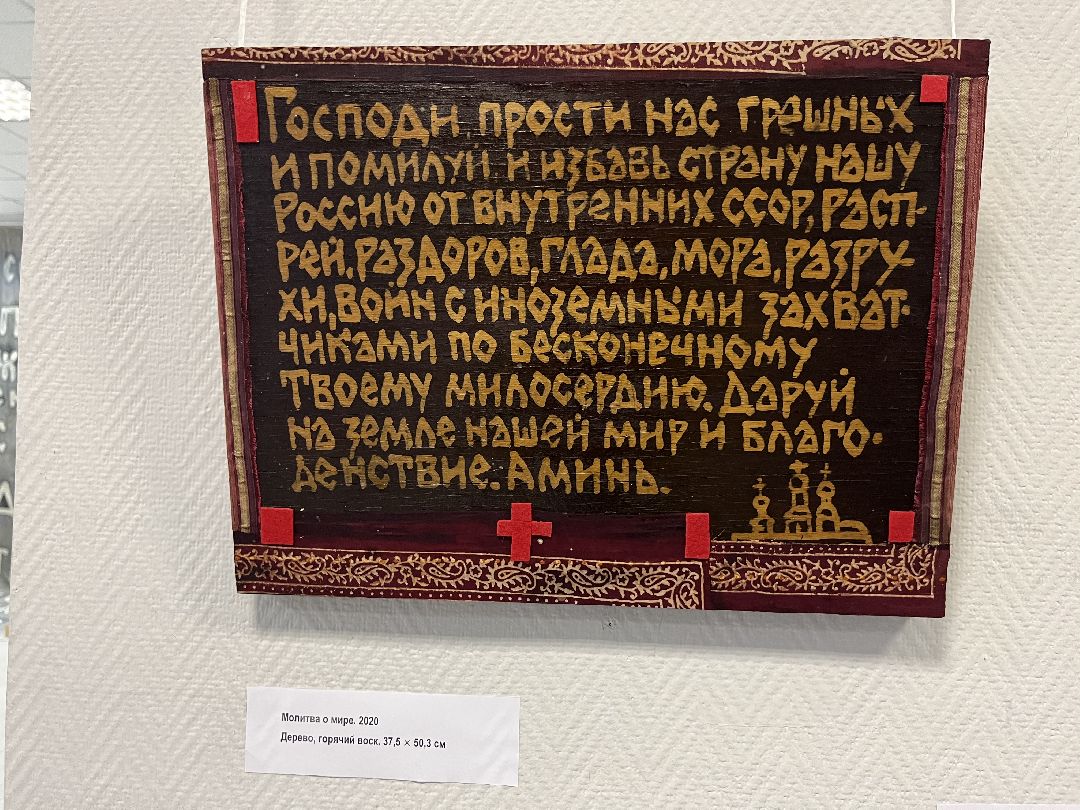 Господи, прости нас грешных
и помилуй и избавь страну нашу
Россию от внутренних ссор, расп-
рей, раздоров, глада, мора, разру-
хи, войн с иноземными захват-
чиками по бесконечному
Твоему милосердию. Даруй
на земле нашей мир и благо-
действие. Аминь.
Молитва о мире. 2020
Дерево, горячий воск. 37,5 × 50,3 см